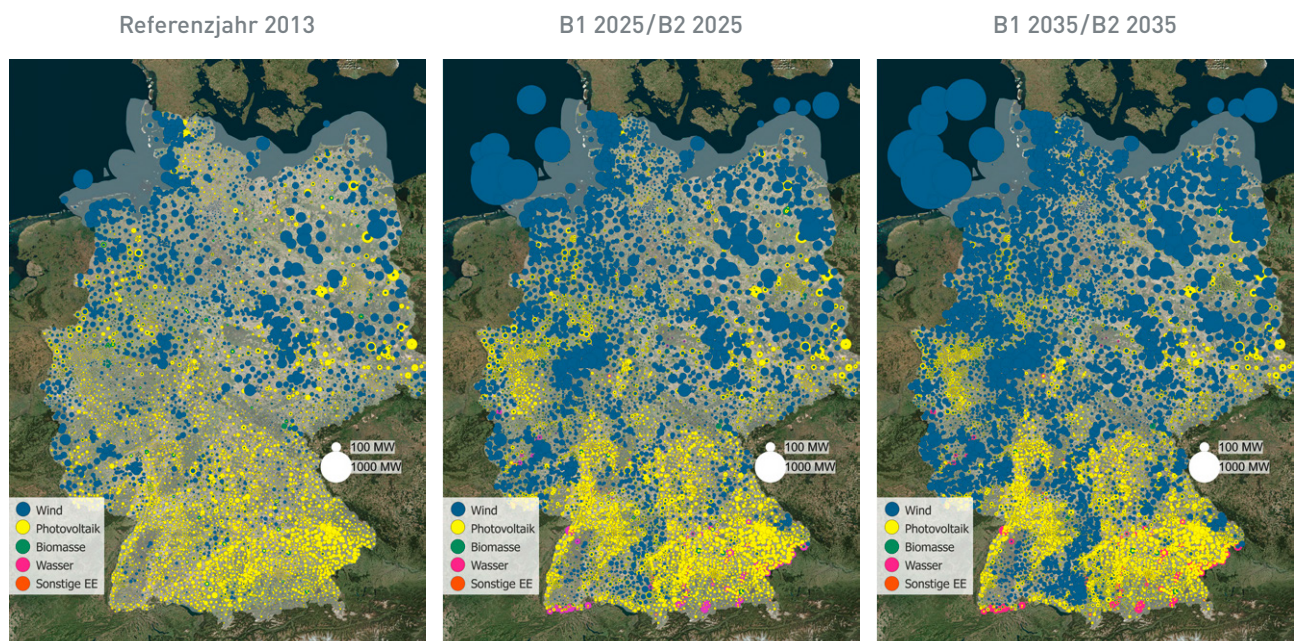 Referenzjahr 2013
B1 2025/B2 2025
B1 2035/B2 2035
100 MW
1000 MW
Wind
Photovoltaik
Biomasse
Wasser
Sonstige EE
100 MW
1000 MW
Wind
Photovoltaik
Biomasse
Wasser
Sonstige EE
100 MW
1000 MW
Wind
Photovoltaik
Biomasse
Wasser
Sonstige EE